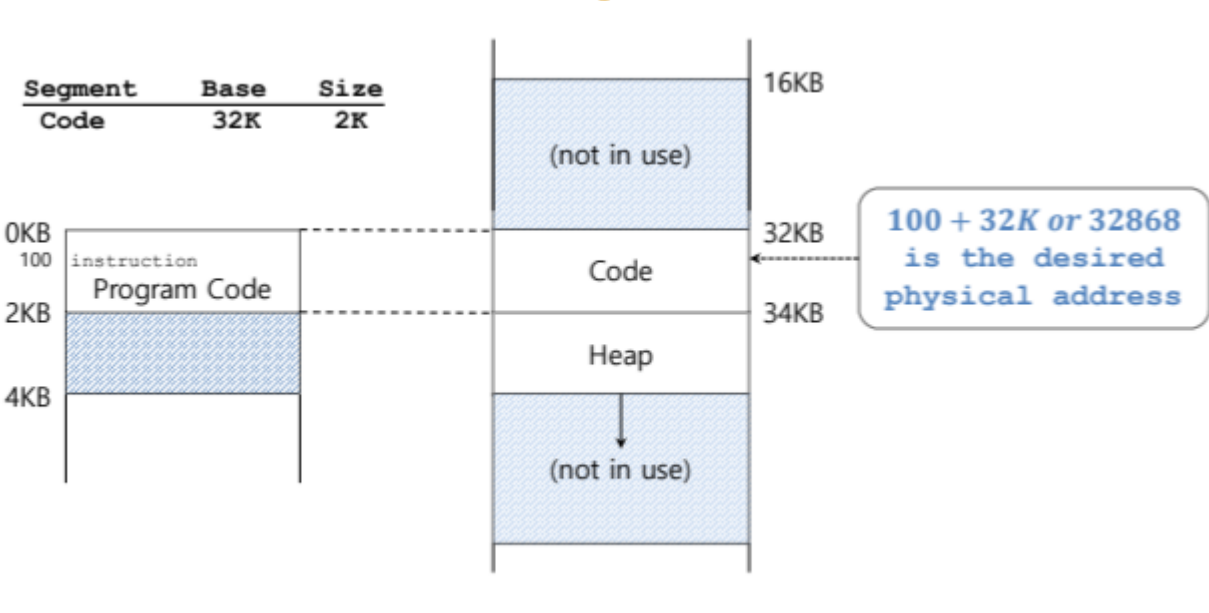 Segment Base Size
Code 32K 2K
0KB
100 instruction
Program Code
2KB
4KB
16KB
(not in use)
32KB
Code
34KB
Heap
(not in use)
100 + 32K or 32868
is the desired
physical address